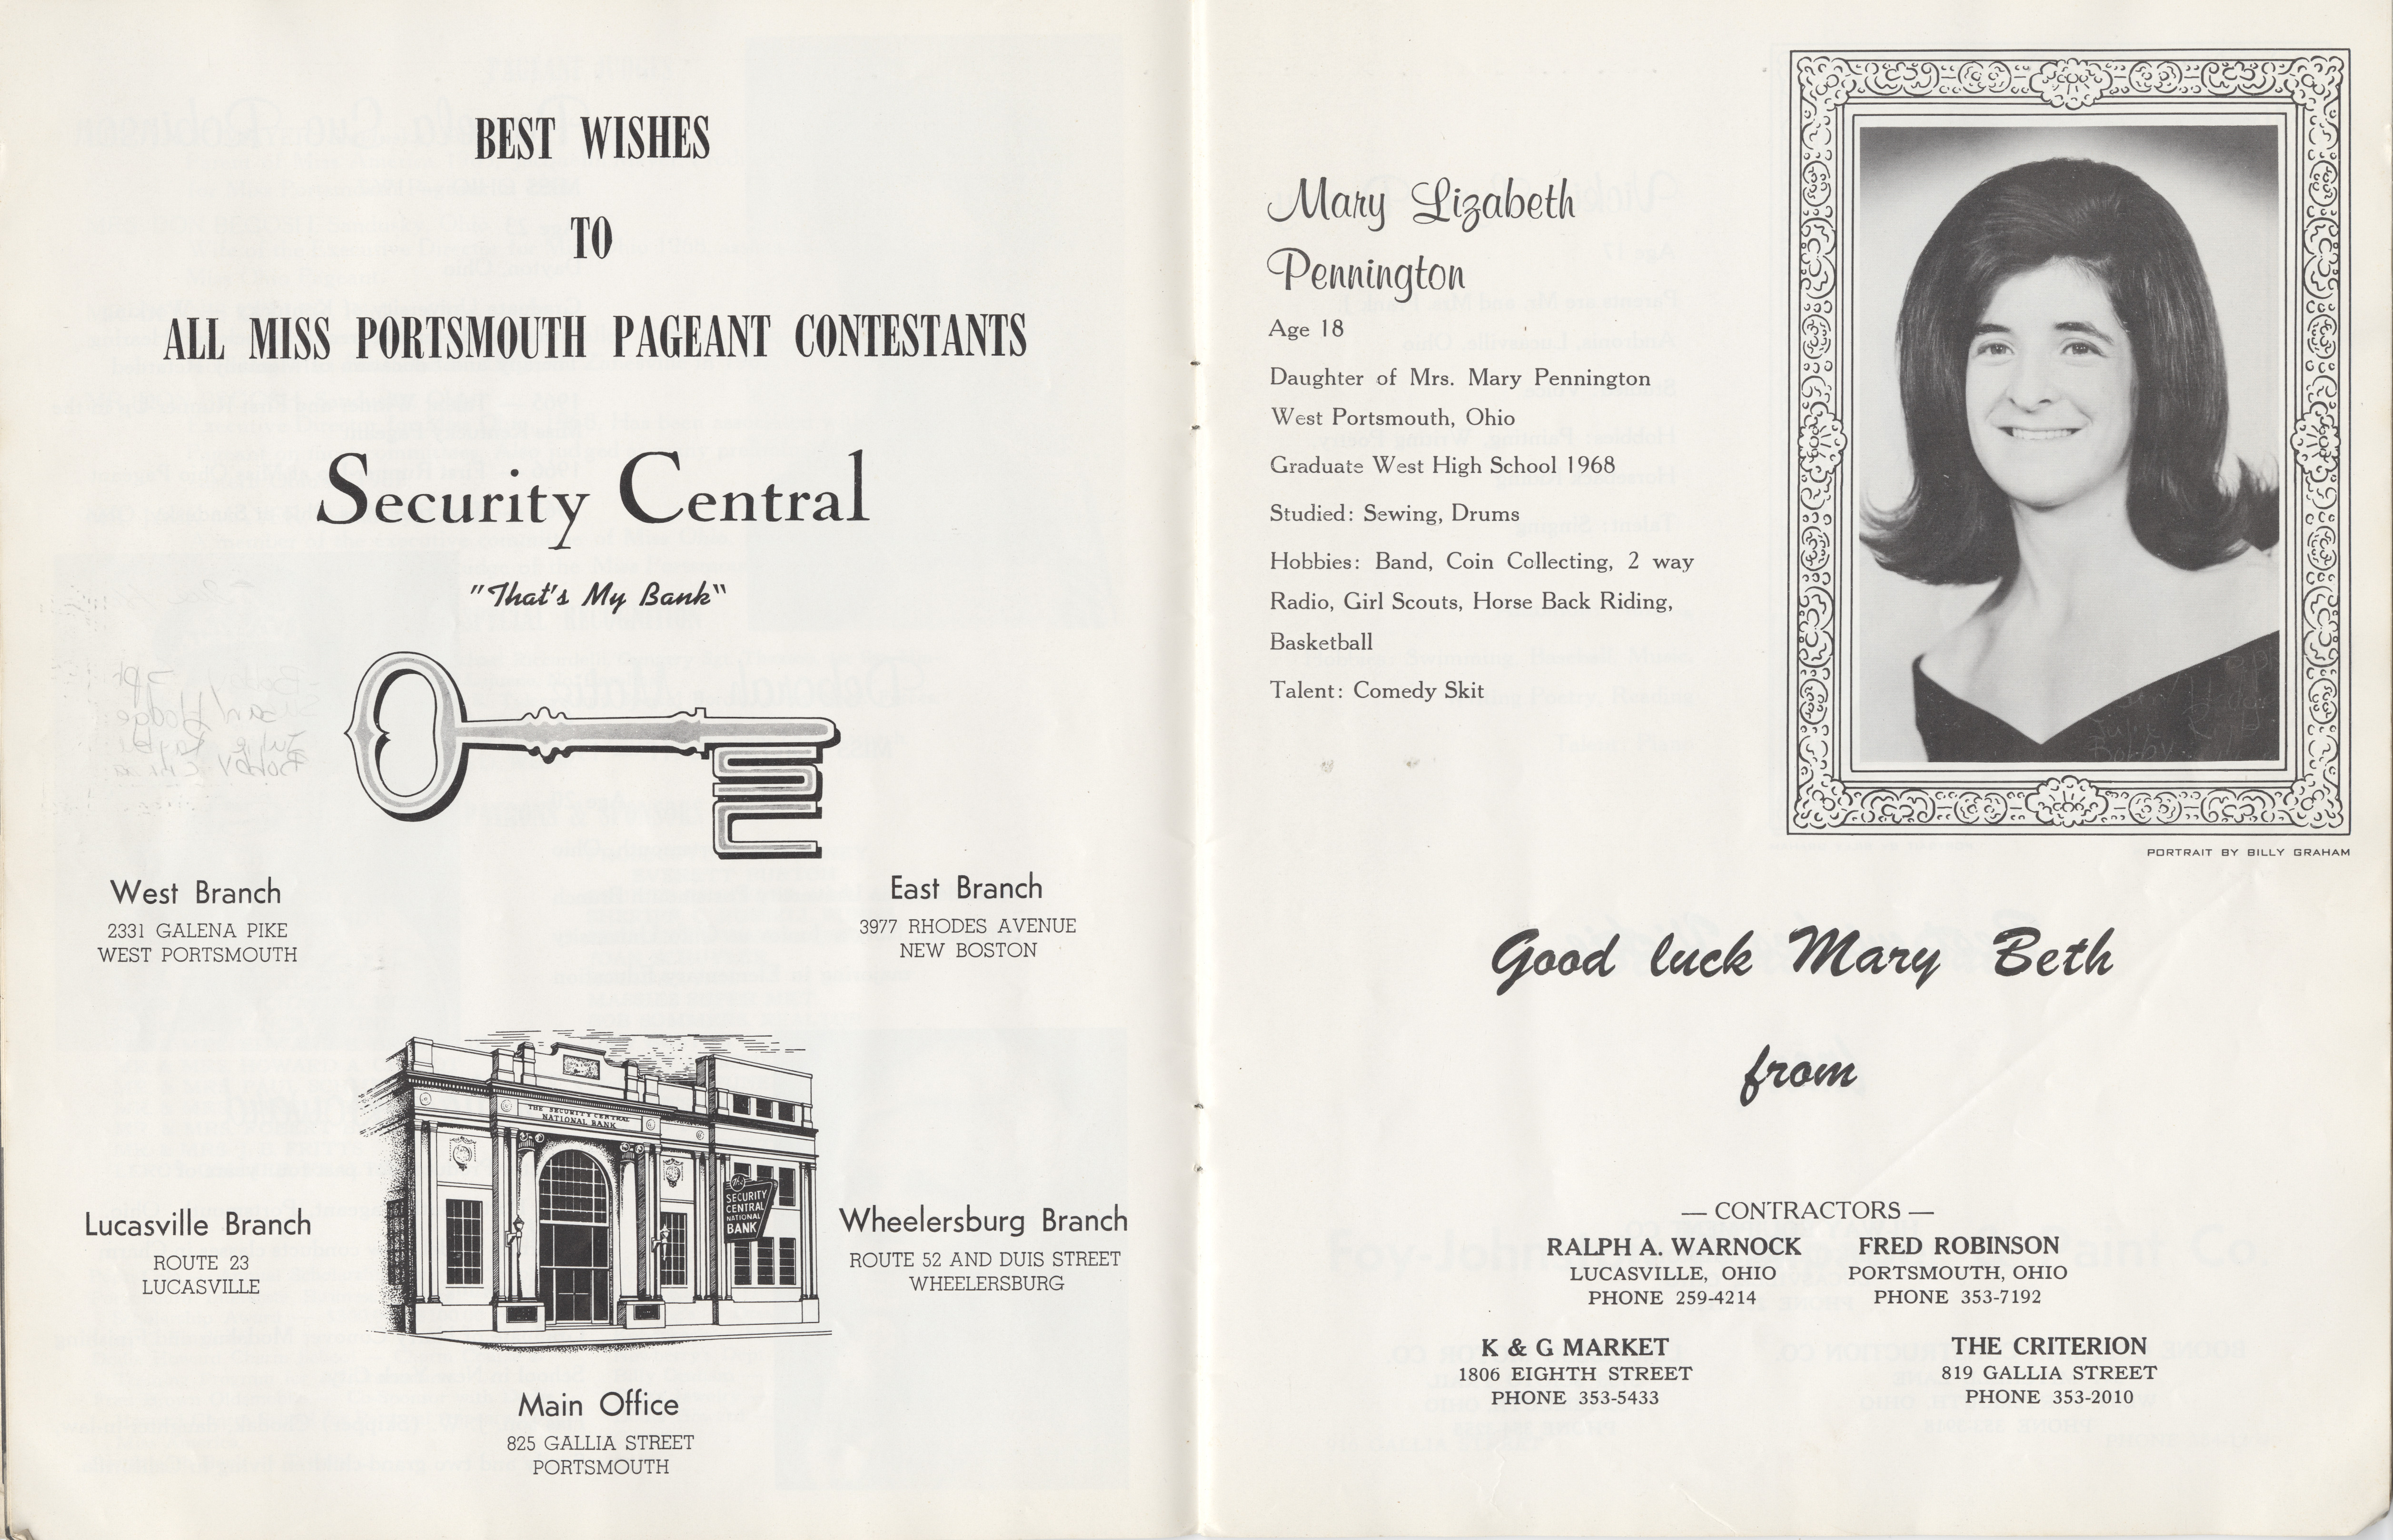 BEST WISHES
TO
ALL MISS PORTSMOUTH PAGEANT CONTESTANTS
Security Central
"That's My Bank"
West Branch
2331 GALENA PIKE
WEST PORTSMOUTH
East Branch
3977 RHODES AVENUE
NEW BOSTON
THE SECURITY CENTRAL
NATIONAL BANK
The
SECURITY
CENTRAL
NATIONAL
BANK
Lucasville Branch
ROUTE 23
LUCASVILLE
Wheelersburg Branch
ROUTE 52 AND DUIS STREET
WHEELERSBURG
Main Office
825 GALLIA STREET
PORTSMOUTH
Mary Lizabeth
Pennington
Age 18
Daughter of Mrs. Mary Pennington
West Portsmouth, Ohio
Graduate West High School 1968
Studied: Sewing, Drums
Hobbies: Band, Coin Collecting, 2 way
Radio, Girl Scouts, Horse Back Riding,
Basketball
Talent: Comedy Skit
PORTRAIT BY BILLY GRAHAM
Good luck Mary Beth
from
— CONTRACTORS —
RALPH A. WARNOCK
LUCASVILLE, OHIO
PHONE 259-4214
FRED ROBINSON
PORTSMOUTH, OHIO
PHONE 353-7192
K & G MARKET
1806 EIGHTH STREET
PHONE 353-5433
THE CRITERION
819 GALLIA STREET
PHONE 353-2010